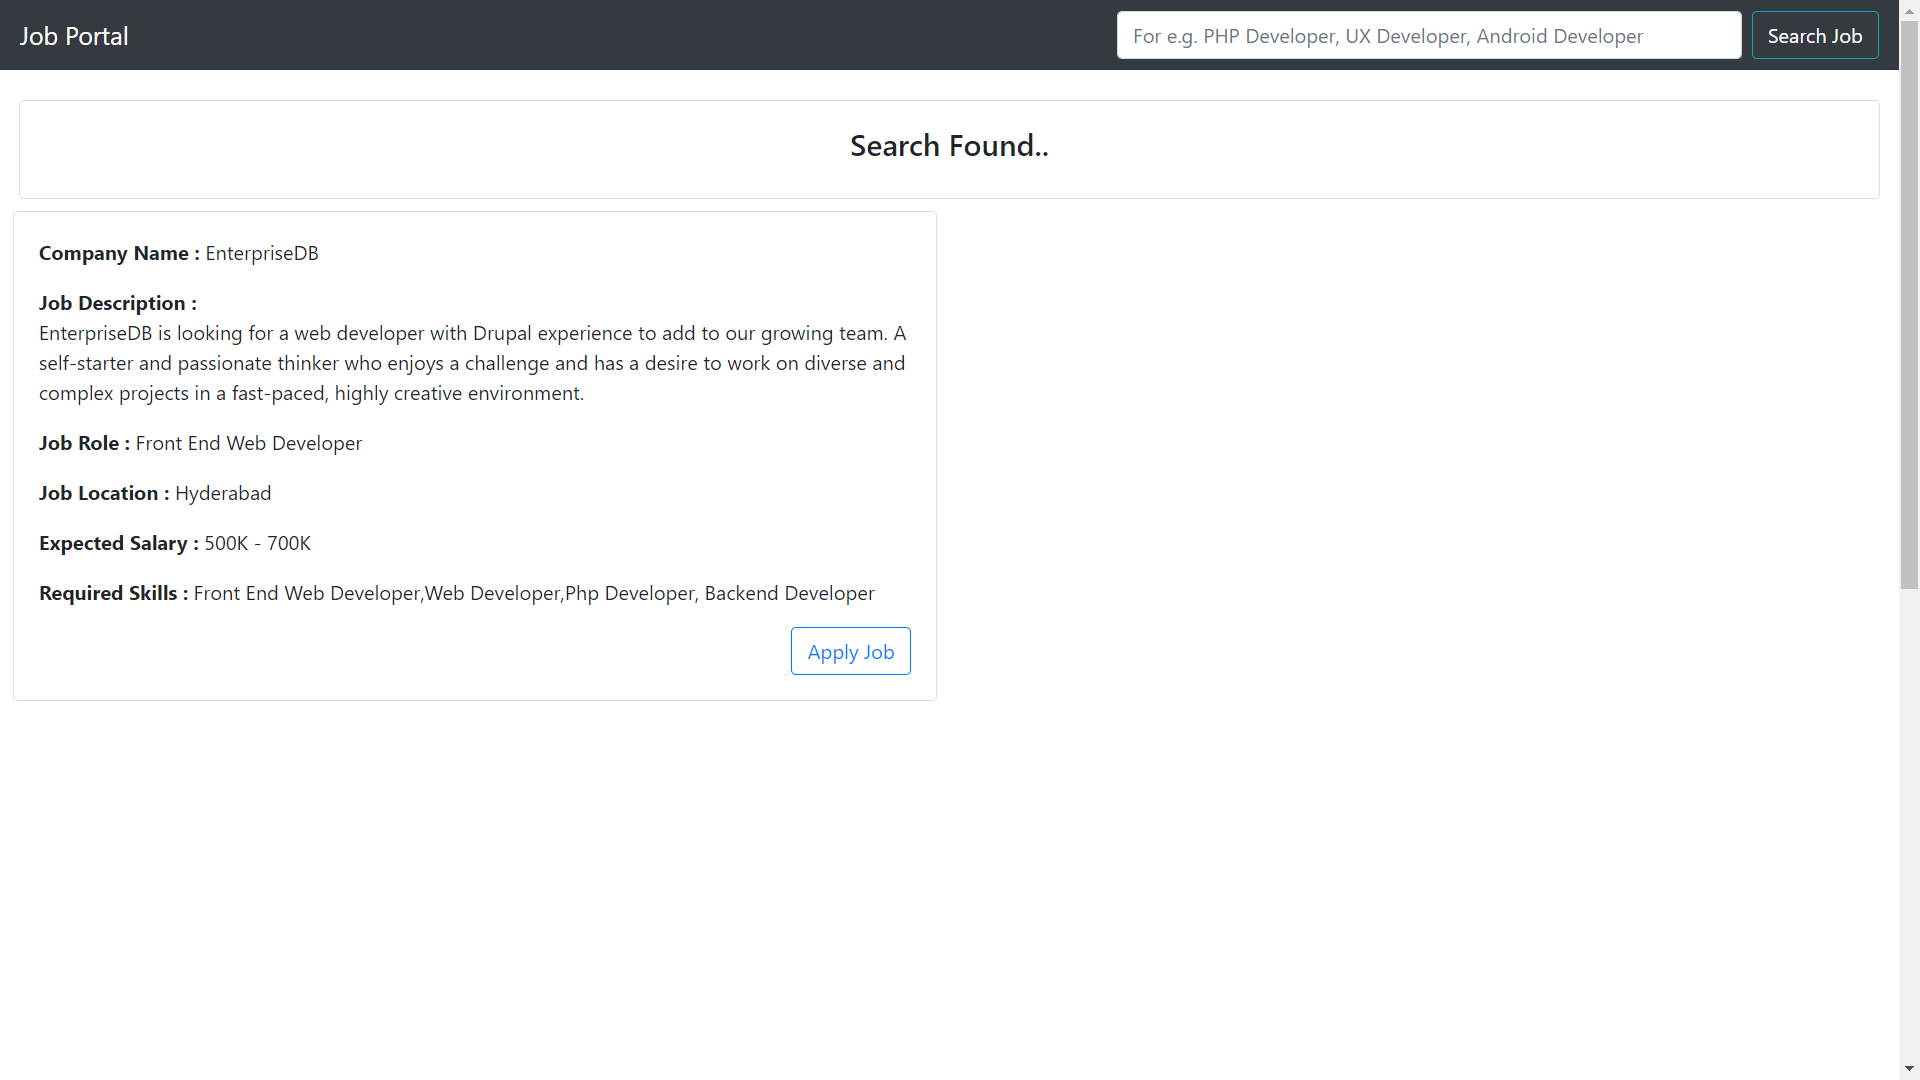 Job Portal
For e.g. PHP Developer, UX Developer, Android Developer
Search Job
Search Found..
Company Name : EnterpriseDB
Job Description :
EnterpriseDB is looking for a web developer with Drupal experience to add to our growing team. A
self-starter and passionate thinker who enjoys a challenge and has a desire to work on diverse and
complex projects in a fast-paced, highly creative environment.
Job Role : Front End Web Developer
Job Location : Hyderabad
Expected Salary : 500K - 700K
Required Skills : Front End Web Developer,Web Developer,Php Developer, Backend Developer
Apply Job